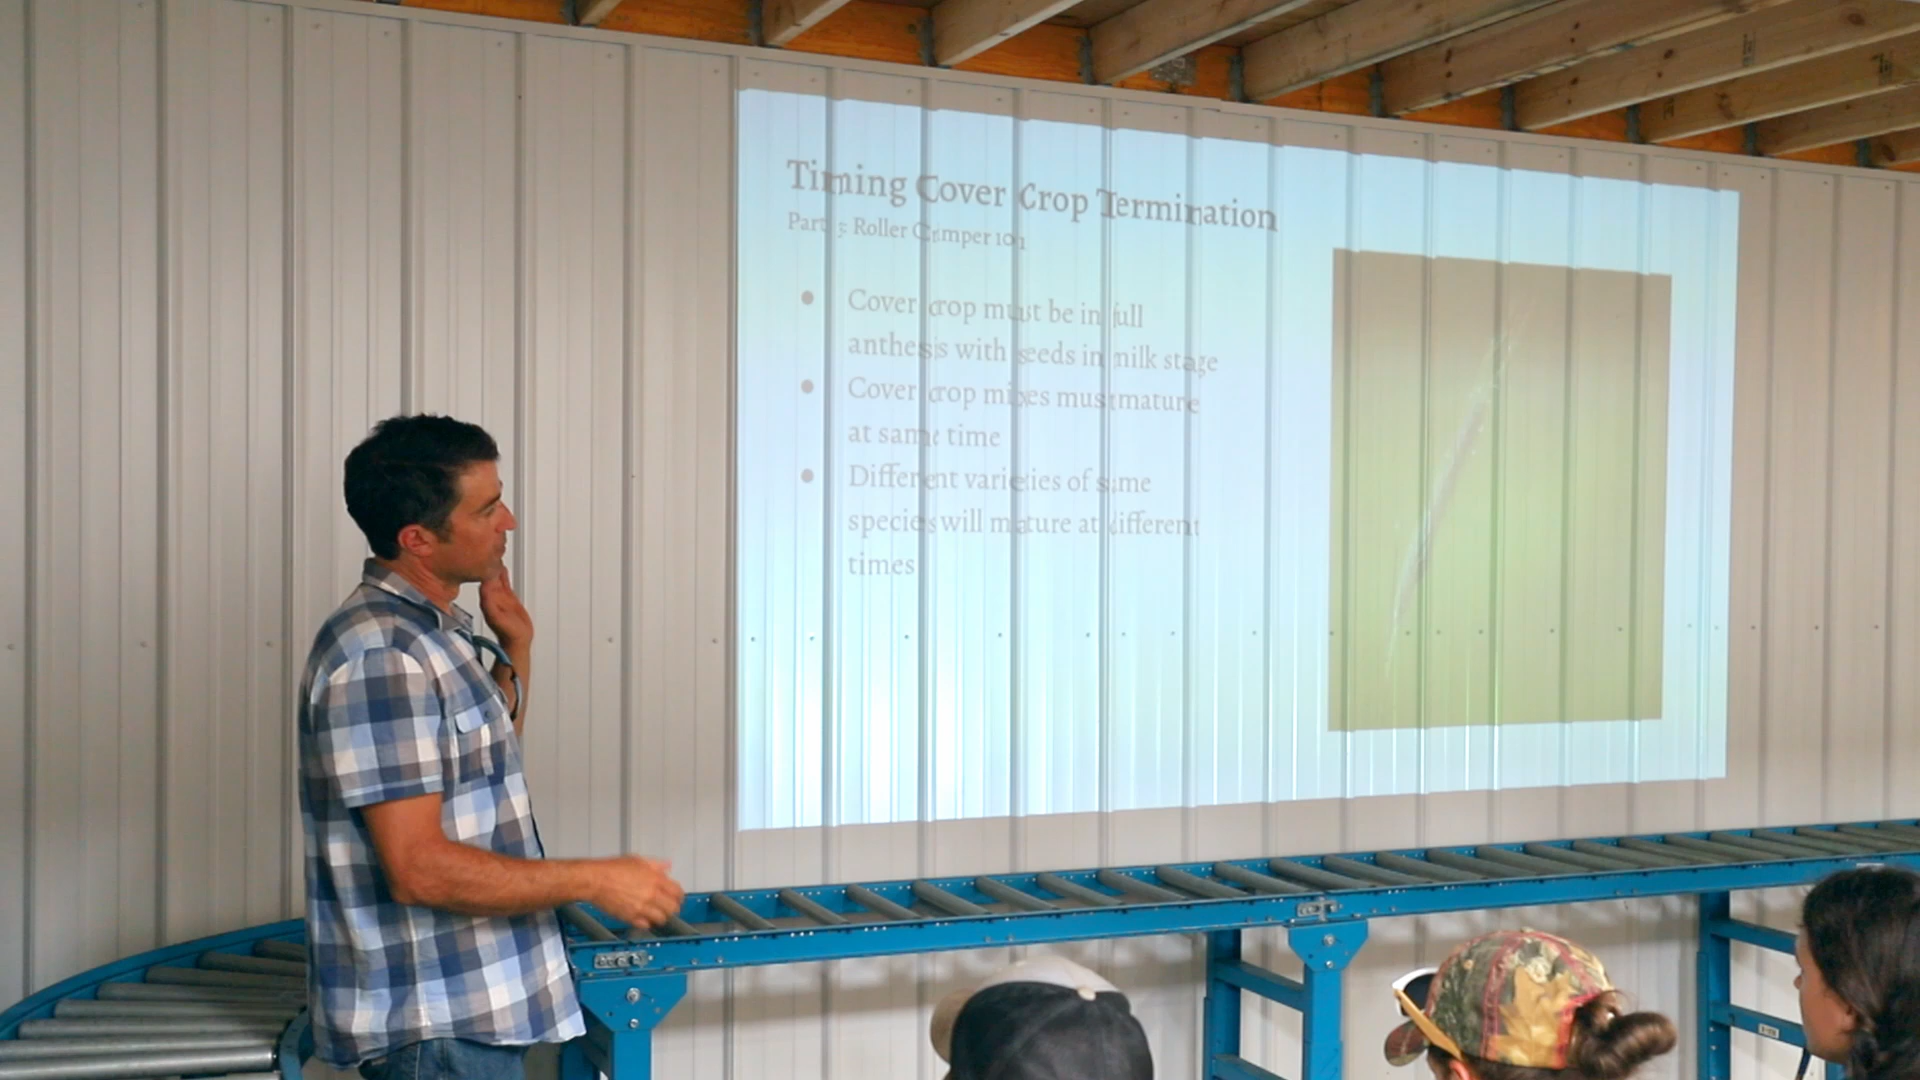 Timing Cover Crop Termination
Part 3: Roller Crimper 101
• Cover crop must be in full
anthesis with seeds in milk stage
• Cover crop mixes must mature
at same time
• Different varieties of same
species will mature at different
times